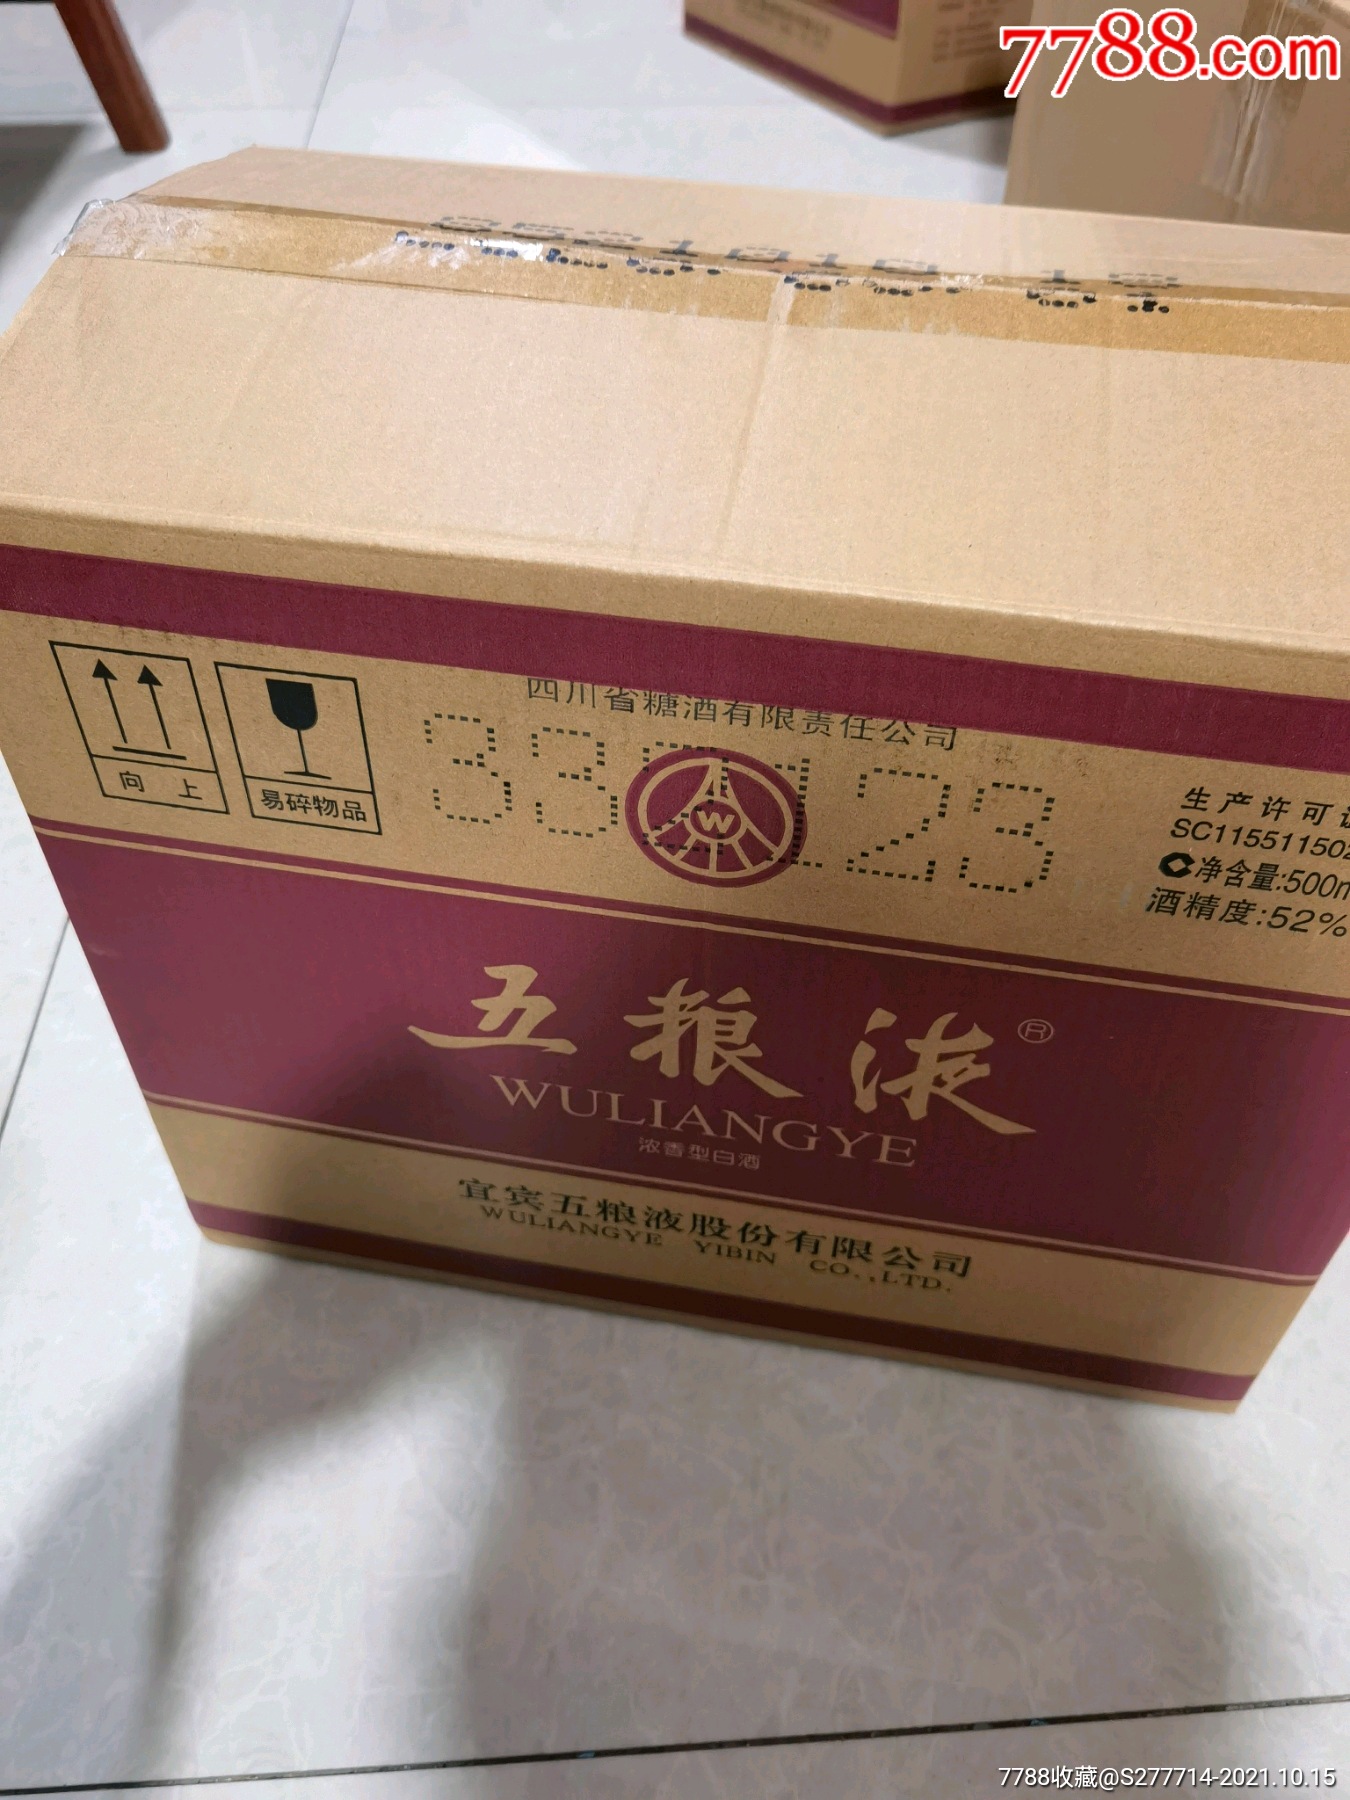 7788.com
四川省糖酒有限责任公司
向 上
易碎物品
W
生产许可
SC11551150
净含量:500m
酒精度:52%
五粮液®
WULIANGYE
浓香型白酒
宜宾五粮液股份有限公司
WULIANGYE YIBIN CO.,LTD.
7788收藏@S277714-2021.10.15